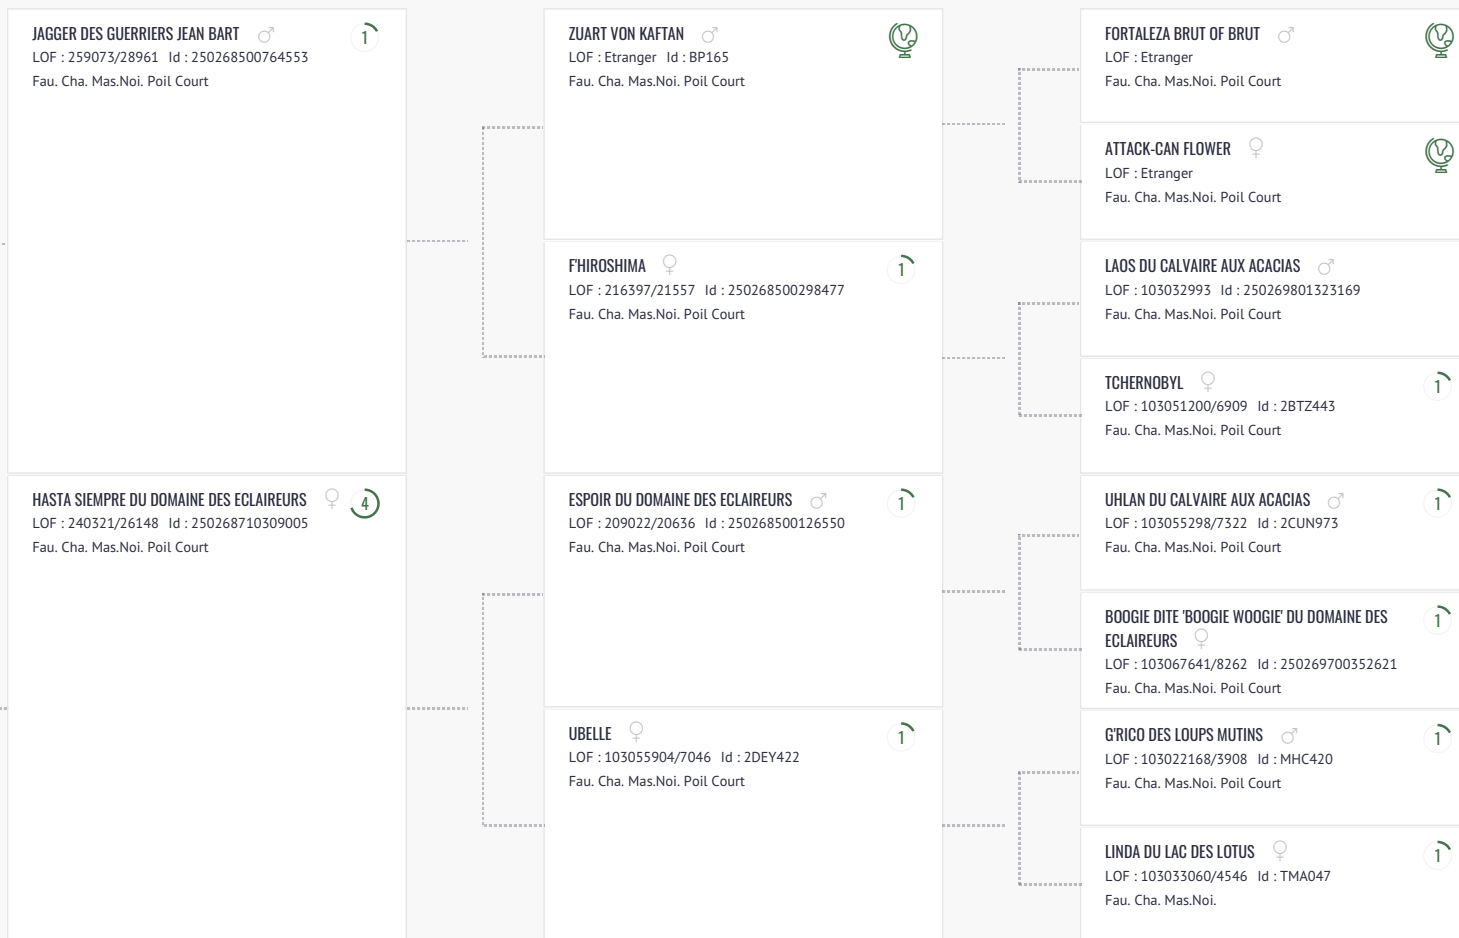 JAGGER DES GUERRIERS JEAN BART ♂ 1
LOF : 259073/28961 Id : 250268500764553
Fau. Cha. Mas.Noi. Poil Court
HASTA SIEMPRE DU DOMAINE DES ECLAIREURS ♀ 4
LOF : 240321/26148 Id : 250268710309005
Fau. Cha. Mas.Noi. Poil Court
ZUART VON KAFTAN ♂
LOF : Etranger Id : BP165
Fau. Cha. Mas.Noi. Poil Court
F'HIROSHIMA ♀ 1
LOF : 216397/21557 Id : 250268500298477
Fau. Cha. Mas.Noi. Poil Court
ESPOIR DU DOMAINE DES ECLAIREURS ♂ 1
LOF : 209022/20636 Id : 250268500126550
Fau. Cha. Mas.Noi. Poil Court
UBELLE ♀ 1
LOF : 103055904/7046 Id : 2DEY422
Fau. Cha. Mas.Noi. Poil Court
FORTALEZA BRUT OF BRUT ♂
LOF : Etranger
Fau. Cha. Mas.Noi. Poil Court
ATTACK-CAN FLOWER ♀
LOF : Etranger
Fau. Cha. Mas.Noi. Poil Court
LAOS DU CALVAIRE AUX ACACIAS ♂
LOF : 103032993 Id : 250269801323169
Fau. Cha. Mas.Noi. Poil Court
TCHERNOBYL ♀ 1
LOF : 103051200/6909 Id : 2BTZ443
Fau. Cha. Mas.Noi. Poil Court
UHLAN DU CALVAIRE AUX ACACIAS ♂ 1
LOF : 103055298/7322 Id : 2CUN973
Fau. Cha. Mas.Noi. Poil Court
BOOGIE DITE 'BOOGIE WOOGIE' DU DOMAINE DES 1
ECLAIREURS ♀
LOF : 103067641/8262 Id : 250269700352621
Fau. Cha. Mas.Noi. Poil Court
G'RICO DES LOUPS MUTINS ♂ 1
LOF : 103022168/3908 Id : MHC420
Fau. Cha. Mas.Noi. Poil Court
LINDA DU LAC DES LOTUS ♀ 1
LOF : 103033060/4546 Id : TMA047
Fau. Cha. Mas.Noi.